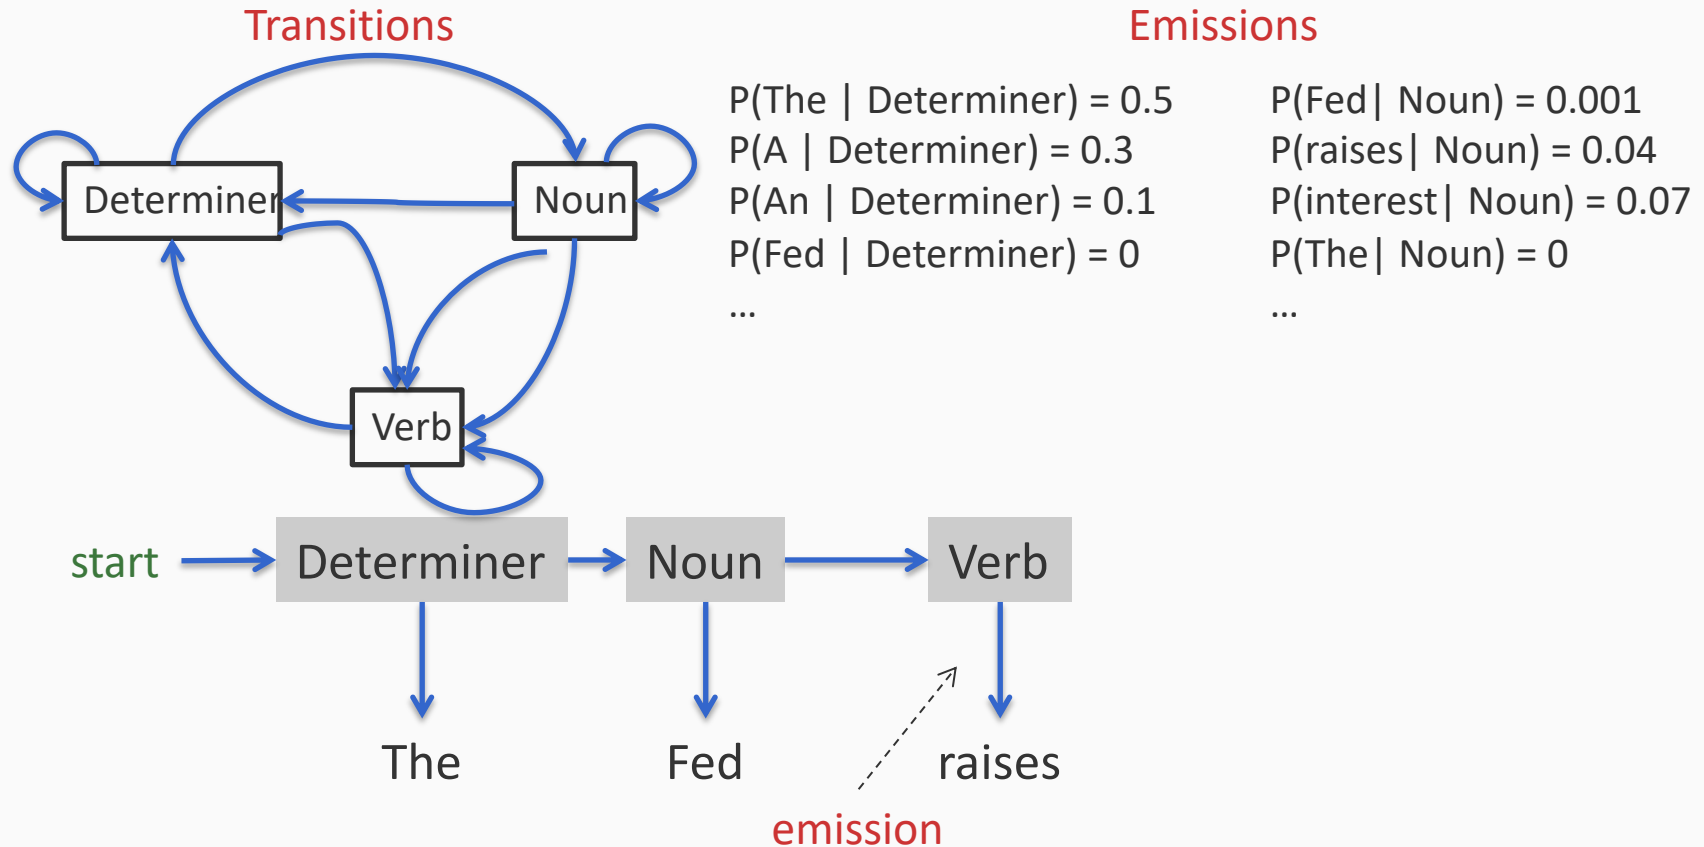 Transitions
Emissions
Determiner
Noun
Verb
P(The | Determiner) = 0.5
P(A | Determiner) = 0.3
P(An | Determiner) = 0.1
P(Fed | Determiner) = 0
...
P(Fed| Noun) = 0.001
P(raises| Noun) = 0.04
P(interest| Noun) = 0.07
P(The| Noun) = 0
...
start
Determiner
Noun
Verb
The
Fed
raises
emission